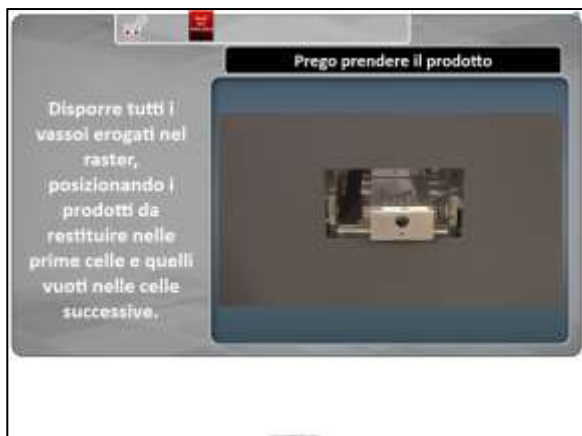 Prego prendere il prodotto
Disporre tutti i
vassoi erogati nel
raster,
posizionando i
prodotti da
restituire nelle
prime celle e quelli
vuoti nelle celle
successive.